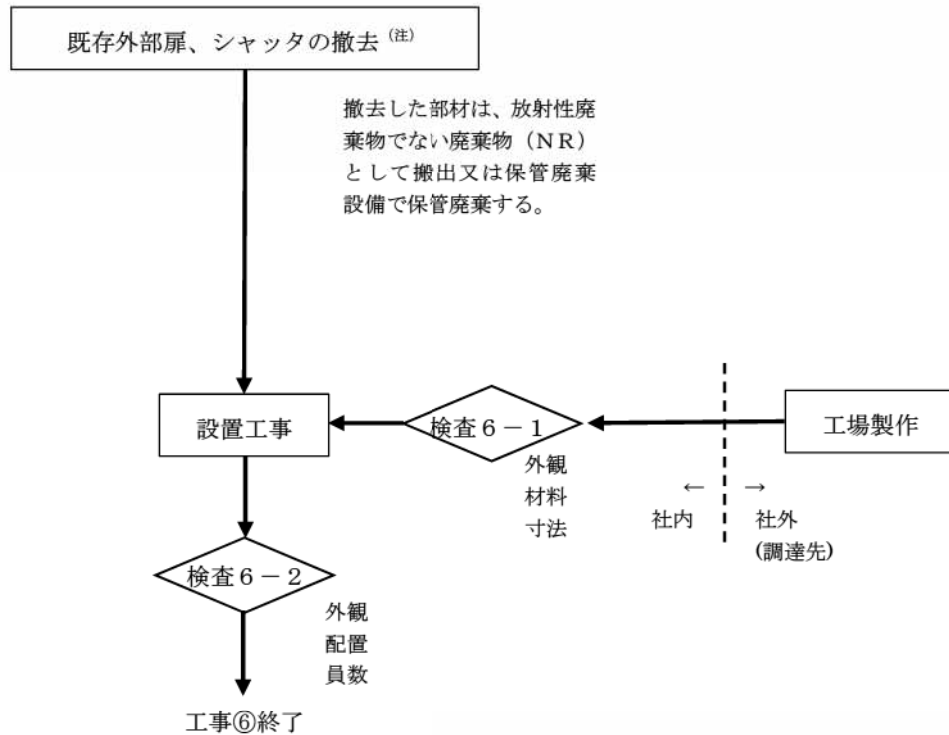 既存外部扉、シャッタの撤去(注)
撤去した部材は、放射性廃
棄物でない廃棄物（ＮＲ）
として搬出又は保管廃棄
設備で保管廃棄する。
設置工事
検査６－１
工場製作
外観
材料
寸法
← →
社内
社外
(調達先)
検査６－２
外観
配置
員数
工事⑥終了